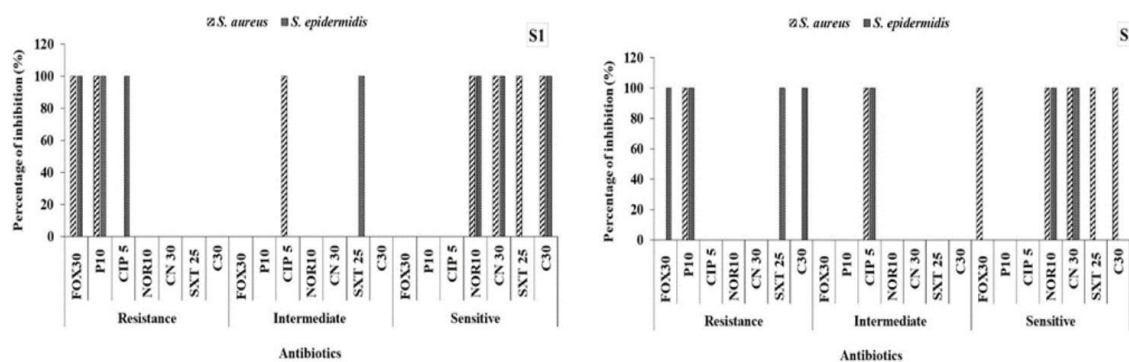 S. aureus S. epidermidis
S1
Percentage of inhibition (%)
120
100
80
60
40
20
0
FOX30 P10 CIP 5 NOR10 CN 30 SXT 25 C30 FOX30 P10 CIP 5 NOR10 CN 30 SXT 25 C30 FOX30 P10 CIP 5 NOR10 CN 30 SXT 25 C30
Resistance Intermediate Sensitive
Antibiotics
S. aureus S. epidermidis
S
Percentage of inhibition (%)
120
100
80
60
40
20
0
FOX30 P10 CIP 5 NOR10 CN 30 SXT 25 C30 FOX30 P10 CIP 5 NOR10 CN 30 SXT 25 C30 FOX30 P10 CIP 5 NOR10 CN 30 SXT 25 C30
Resistance Intermediate Sensitive
Antibiotics